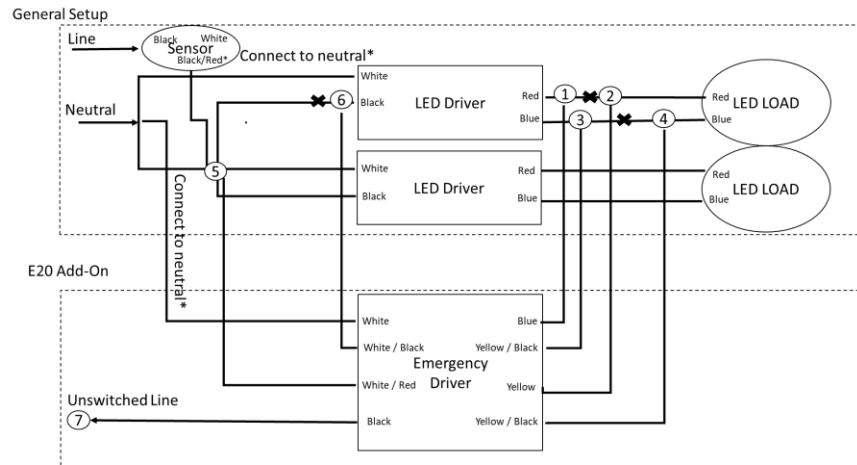 General Setup
Line
Black
White
Sensor
Black/Red*
Connect to neutral*
Neutral
White
Black
LED Driver
Red
Blue
1
2
3
4
5
6
Red
Blue
LED LOAD
White
Black
LED Driver
Red
Blue
Red
Blue
LED LOAD
Connect to neutral*
E20 Add-On
White
White / Black
White / Red
Black
Emergency
Driver
Blue
Yellow / Black
Yellow
Yellow / Black
Unswitched Line
7